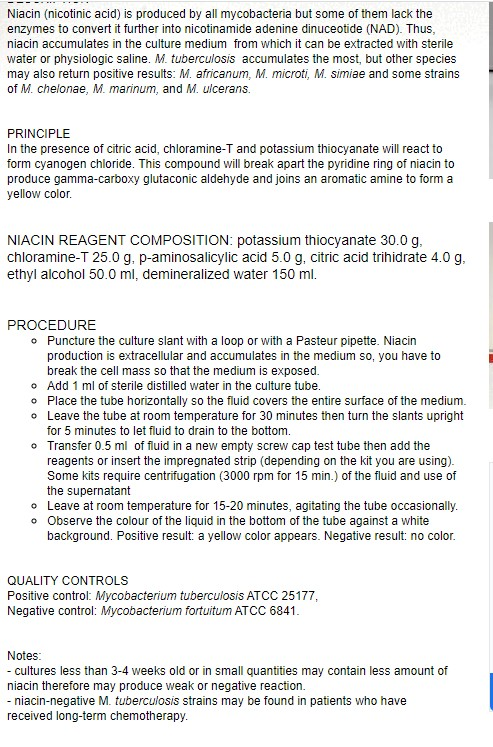 Niacin (nicotinic acid) is produced by all mycobacteria but some of them lack the
enzymes to convert it further into nicotinamide adenine dinuceotide (NAD). Thus,
niacin accumulates in the culture medium from which it can be extracted with sterile
water or physiologic saline. M. tuberculosis accumulates the most, but other species
may also return positive results: M. africanum, M. microti, M. simiae and some strains
of M. chelonae, M. marinum, and M. ulcerans.
PRINCIPLE
In the presence of citric acid, chloramine-T and potassium thiocyanate will react to
form cyanogen chloride. This compound will break apart the pyridine ring of niacin to
produce gamma-carboxy glutaconic aldehyde and joins an aromatic amine to form a
yellow color.
NIACIN REAGENT COMPOSITION: potassium thiocyanate 30.0 g,
chloramine-T 25.0 g, p-aminosalicylic acid 5.0 g, citric acid trihidrate 4.0 g,
ethyl alcohol 50.0 ml, demineralized water 150 ml.
PROCEDURE
o Puncture the culture slant with a loop or with a Pasteur pipette. Niacin
production is extracellular and accumulates in the medium so, you have to
break the cell mass so that the medium is exposed.
o Add 1 ml of sterile distilled water in the culture tube.
o Place the tube horizontally so the fluid covers the entire surface of the medium.
o Leave the tube at room temperature for 30 minutes then turn the slants upright
for 5 minutes to let fluid to drain to the bottom.
o Transfer 0.5 ml of fluid in a new empty screw cap test tube then add the
reagents or insert the impregnated strip (depending on the kit you are using).
Some kits require centrifugation (3000 rpm for 15 min.) of the fluid and use of
the supernatant
o Leave at room temperature for 15-20 minutes, agitating the tube occasionally.
o Observe the colour of the liquid in the bottom of the tube against a white
background. Positive result: a yellow color appears. Negative result: no color.
QUALITY CONTROLS
Positive control: Mycobacterium tuberculosis ATCC 25177,
Negative control: Mycobacterium fortuitum ATCC 6841.
Notes:
- cultures less than 3-4 weeks old or in small quantities may contain less amount of
niacin therefore may produce weak or negative reaction.
- niacin-negative M. tuberculosis strains may be found in patients who have
received long-term chemotherapy.